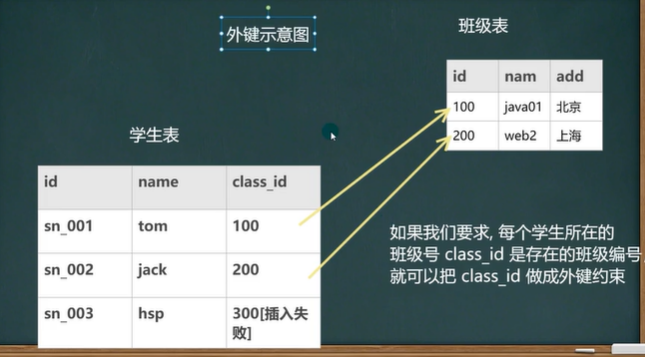 外键示意图
班级表
id nam add
100 java01 北京
200 web2 上海
学生表
id name class_id
sn_001 tom 100
sn_002 jack 200
sn_003 hsp 300[插入失
败]
如果我们要求, 每个学生所在的
班级号 class_id 是存在的班级编号,
就可以把 class_id 做成外键约束